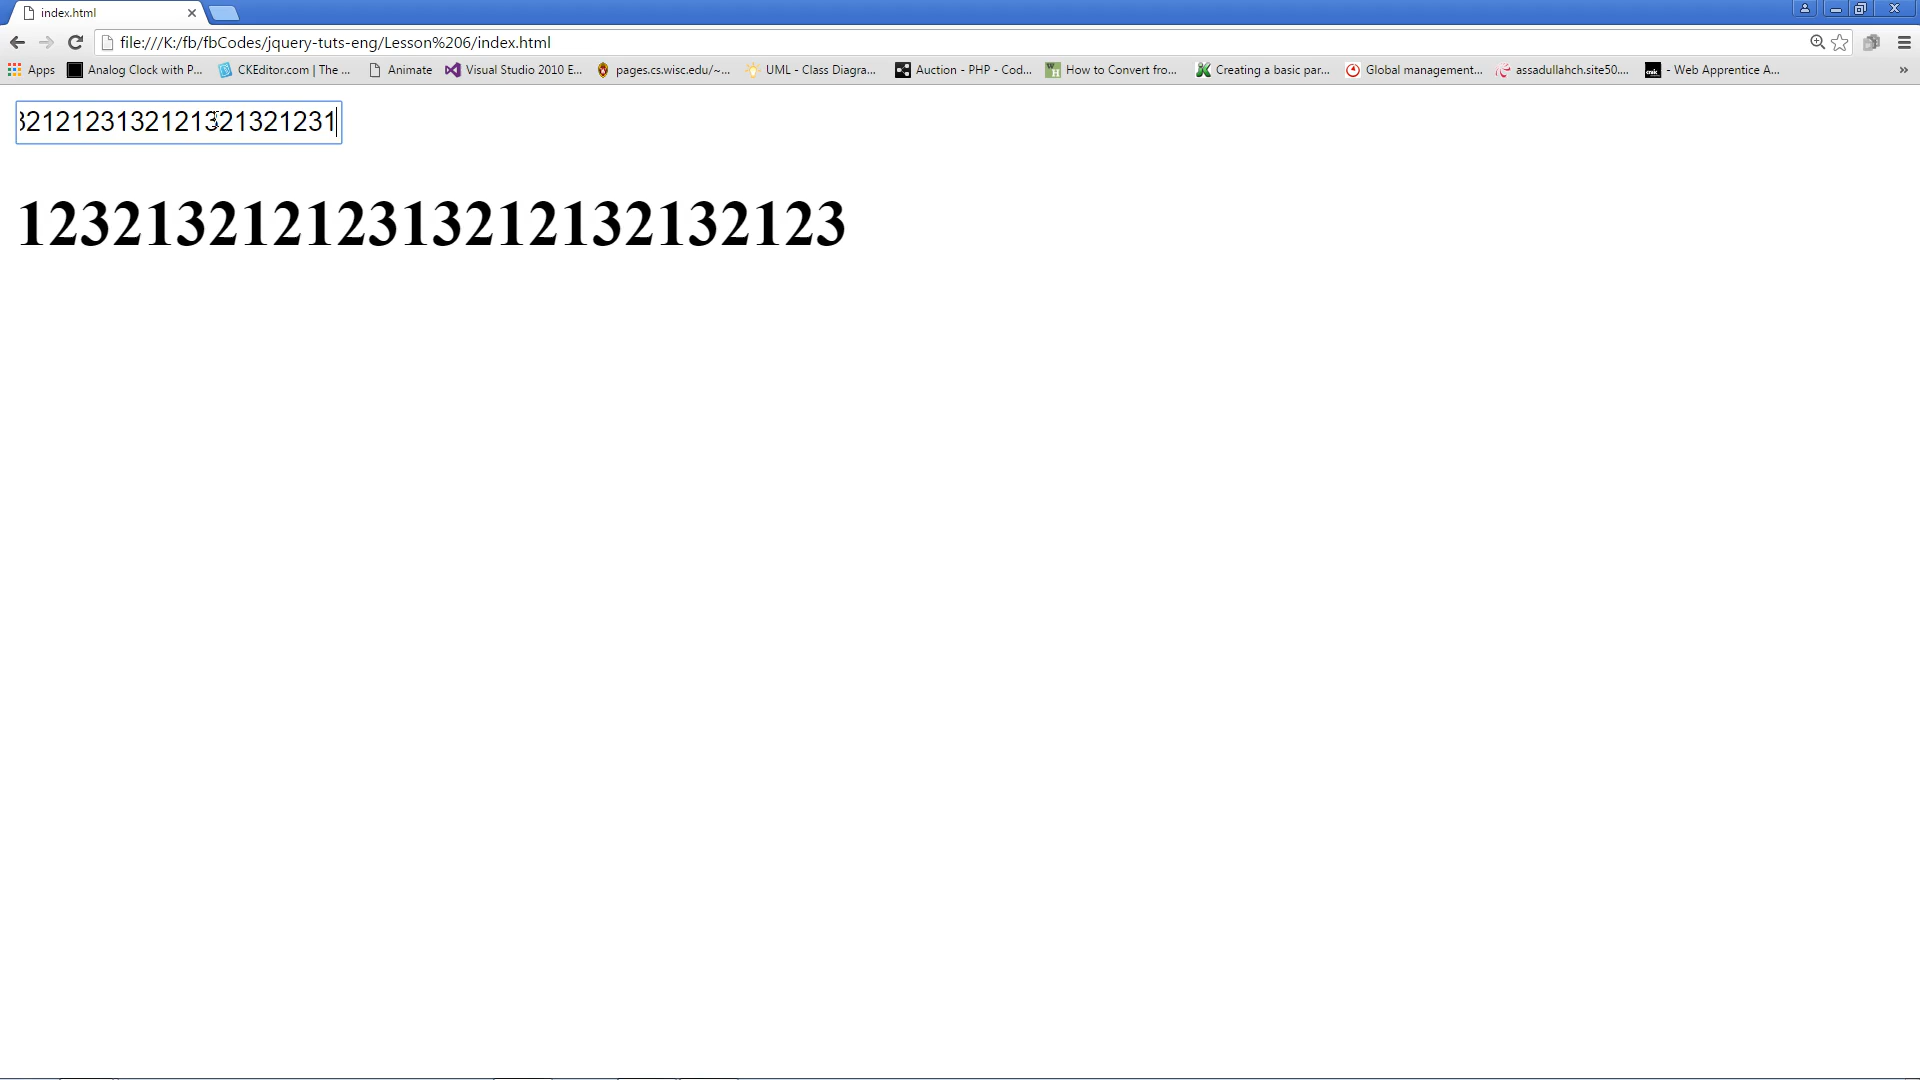 index.html
file:///K:/fb/fbCodes/jquery-tuts-eng/Lesson%206/index.html
Apps Analog Clock with P... CKEditor.com | The ... Animate Visual Studio 2010 E... pages.cs.wisc.edu/~... UML - Class Diagra... Auction - PHP - Cod... How to Convert fro... Creating a basic par... Global management... assadullahch.site50.... - Web Apprentice A... »
3212123132121321321231
12321321212313212132132123